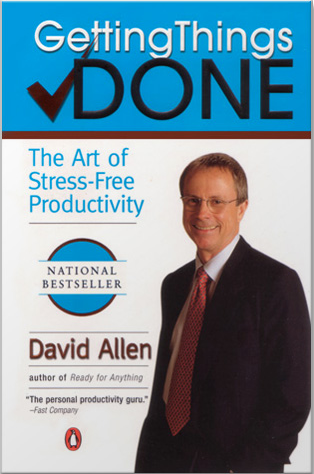 GettingThings
DONE
The Art of
Stress-Free
Productivity
NATIONAL
BESTSELLER
David Allen
author of Ready for Anything
"The personal productivity guru."
–Fast Company